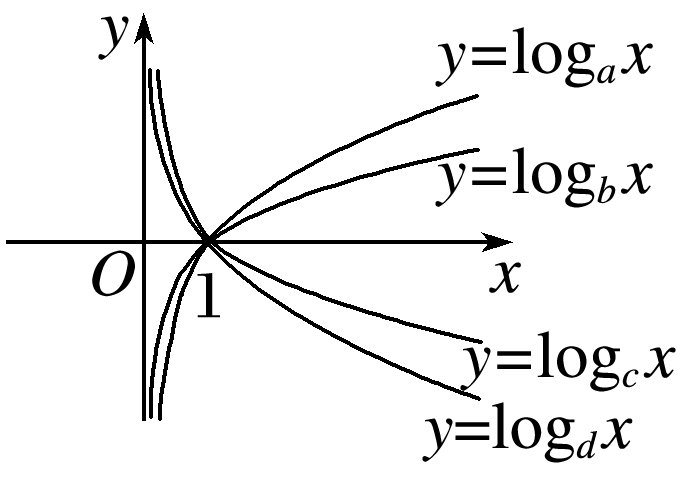 y
y=logₐx
y=log_b x
O
1
x
y=log_c x
y=log_d x